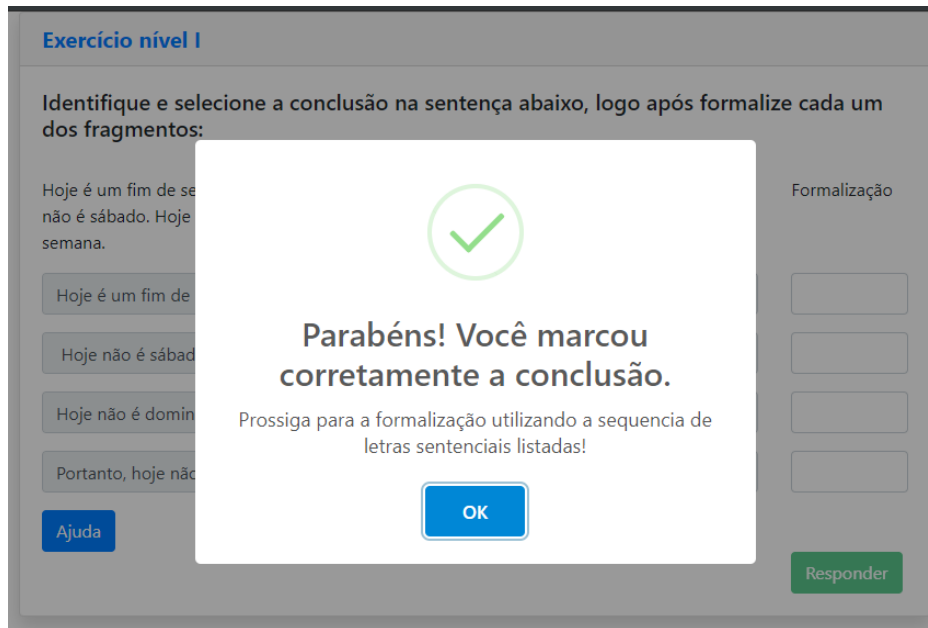 Exercício nível I
Identifique e selecione a conclusão na sentença abaixo, logo após formalize cada um
dos fragmentos:
Hoje é um fim de se
não é sábado. Hoje
semana.
Formalização
Hoje é um fim de
Hoje não é sábad
Hoje não é domin
Portanto, hoje não
Parabéns! Você marcou
corretamente a conclusão.
Prossiga para a formalização utilizando a sequencia de
letras sentenciais listadas!
OK
Ajuda
Responder